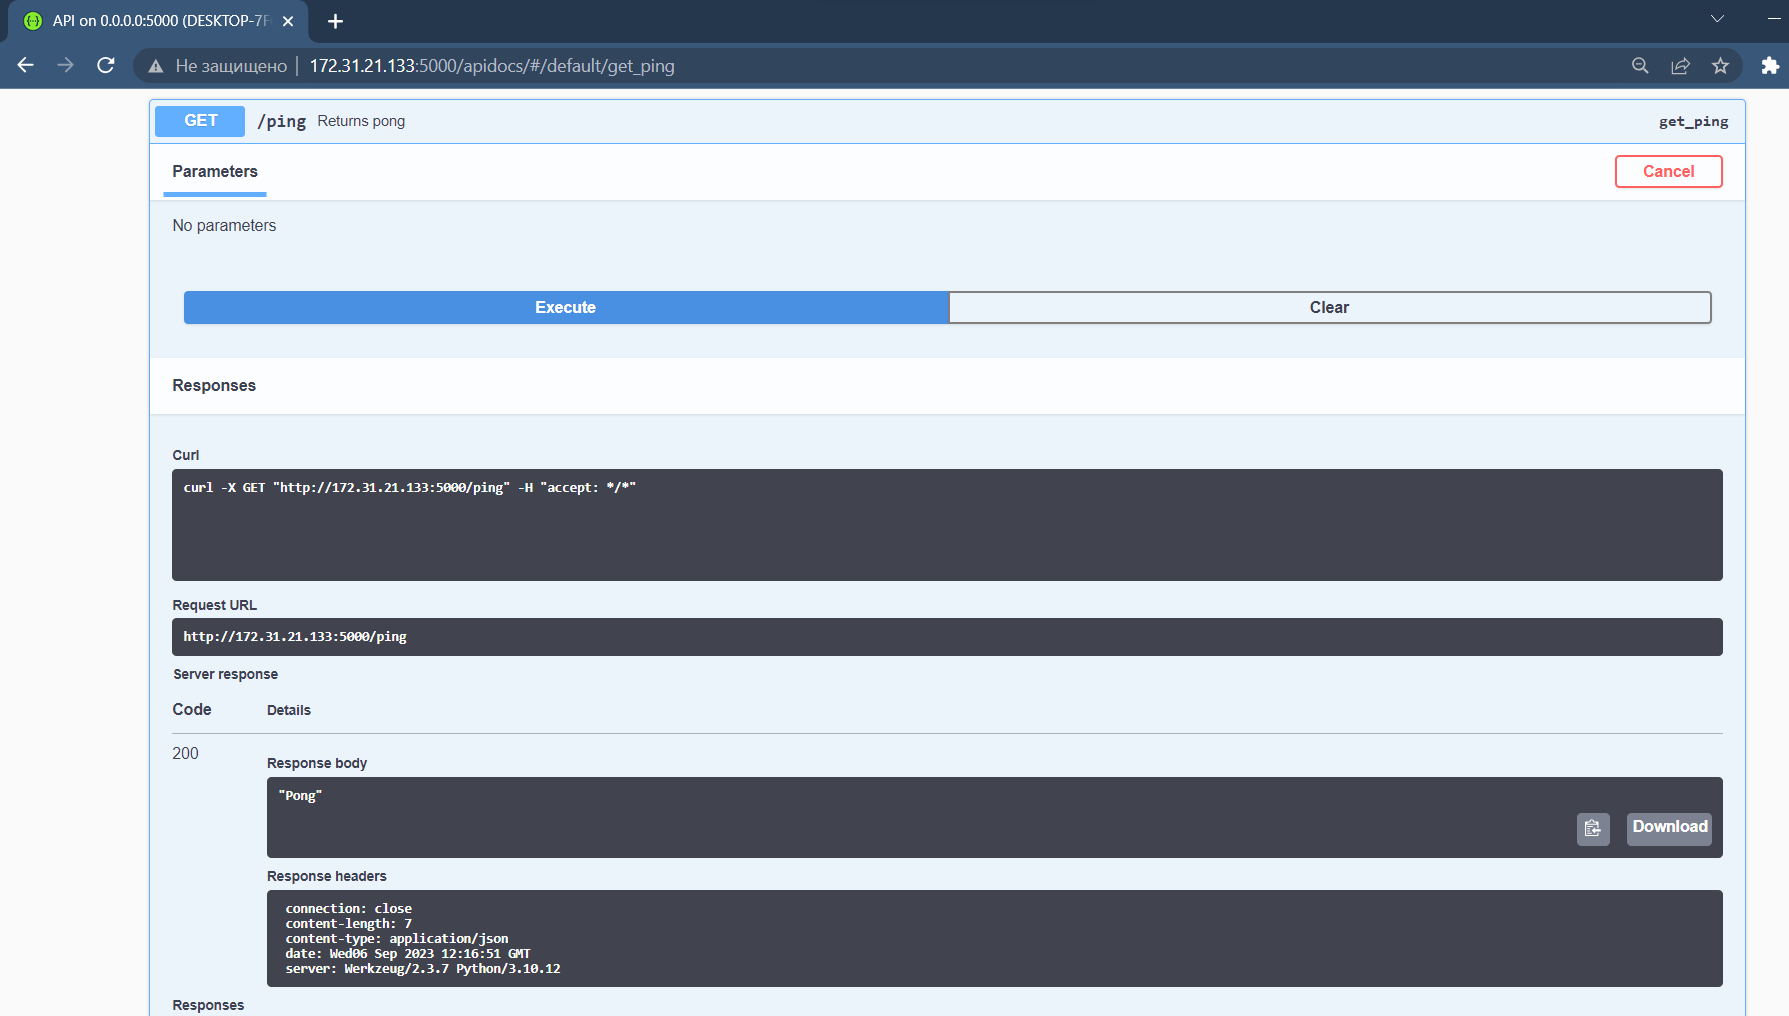 API on 0.0.0.0:5000 (DESKTOP-7F
Не защищено | 172.31.21.133:5000/apidocs/#/default/get_ping
GET /ping Returns pong get_ping
Parameters Cancel
No parameters
Execute Clear
Responses
Curl
curl -X GET "http://172.31.21.133:5000/ping" -H "accept: */*"
Request URL
http://172.31.21.133:5000/ping
Server response
Code Details
200
Response body
"Pong"
Download
Response headers
connection: close
content-length: 7
content-type: application/json
date: Wed06 Sep 2023 12:16:51 GMT
server: Werkzeug/2.3.7 Python/3.10.12
Responses